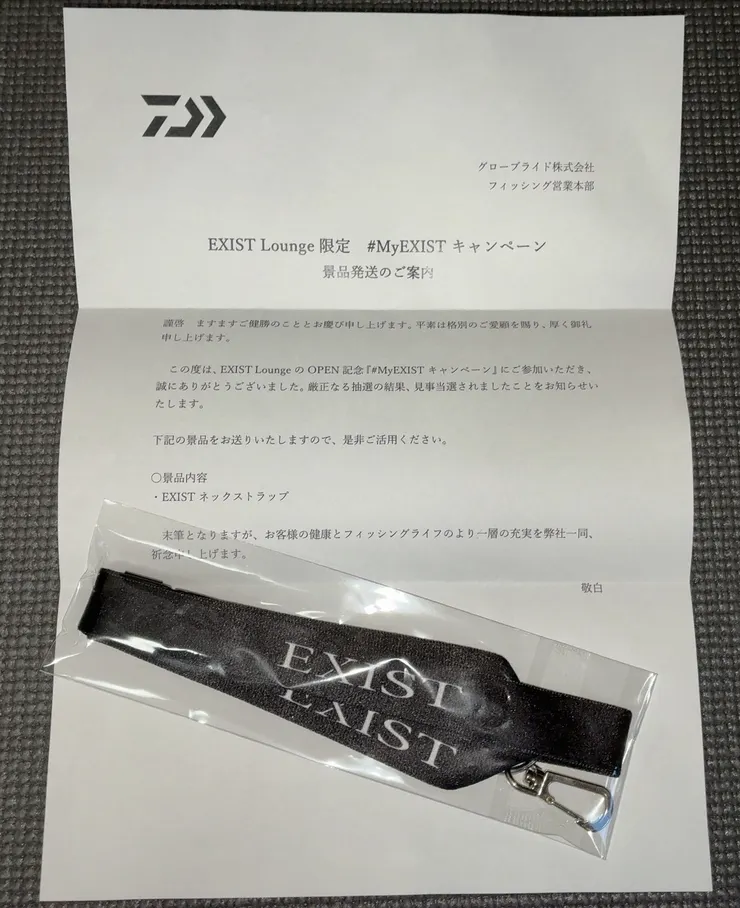 グローブライド株式会社
フィッシング営業本部
EXIST Lounge 限定　#MyEXIST キャンペーン
景品発送のご案内
謹啓　ますますご健勝のこととお慶び申し上げます。平素は格別のご愛顧を賜り、厚く御礼
申し上げます。
この度は、EXIST Lounge の OPEN 記念『#MyEXIST キャンペーン』にご参加いただき、
誠にありがとうございました。厳正なる抽選の結果、見事当選されましたことをお知らせい
たします。
下記の景品をお送りいたしますので、是非ご活用ください。
〇景品内容
・EXIST ネックストラップ
末筆となりますが、お客様の健康とフィッシングライフのより一層の充実を弊社一同、
祈念申し上げます。
敬白
EXIST
EXIST